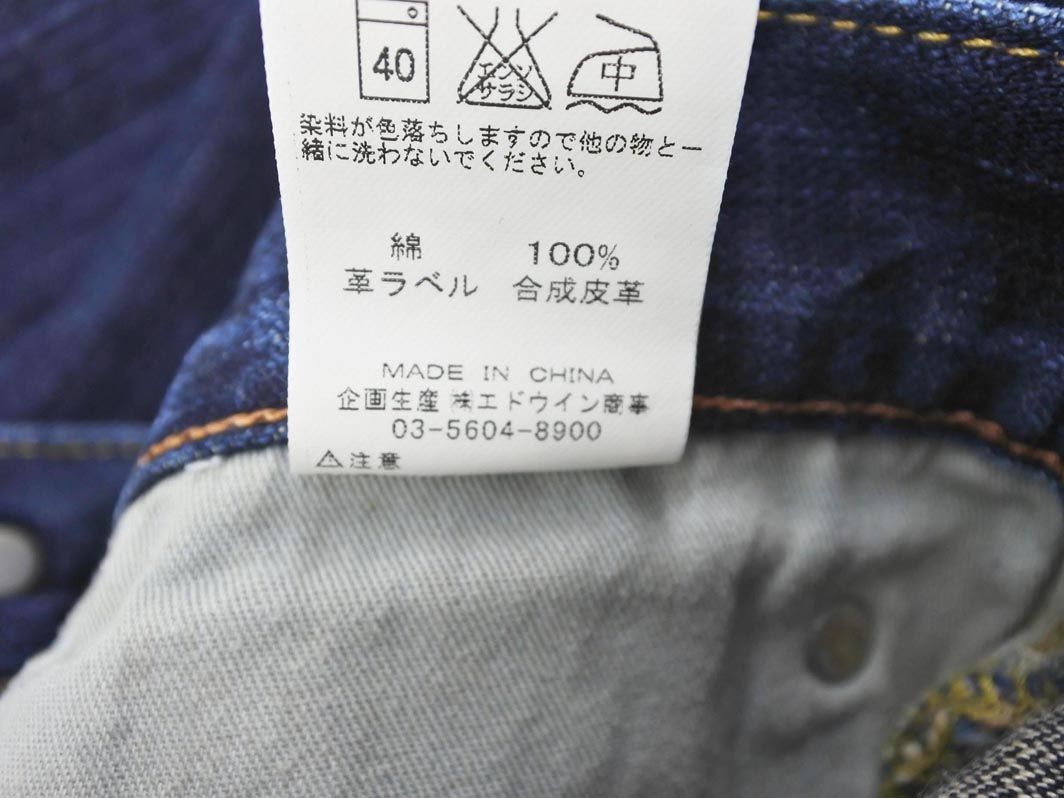 40
エンソ
サラシ
中
染料が色落ちしますので他の物と一
緒に洗わないでください。
綿 100%
革ラベル 合成皮革
MADE IN CHINA
企画生産 ㈱エドウイン商事
03-5604-8900
⚠注意